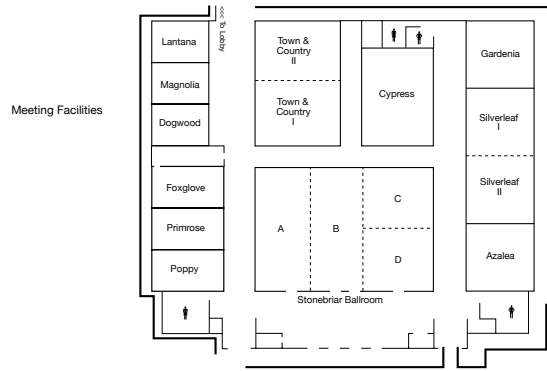 <<< To Lobby
Lantana
Town &
Country
II
Gardenia
Magnolia
Cypress
Meeting Facilities
Town &
Country
I
Dogwood
Silverleaf
I
Foxglove
Silverleaf
II
C
Primrose
A
B
Poppy
D
Azalea
Stonebriar Ballroom